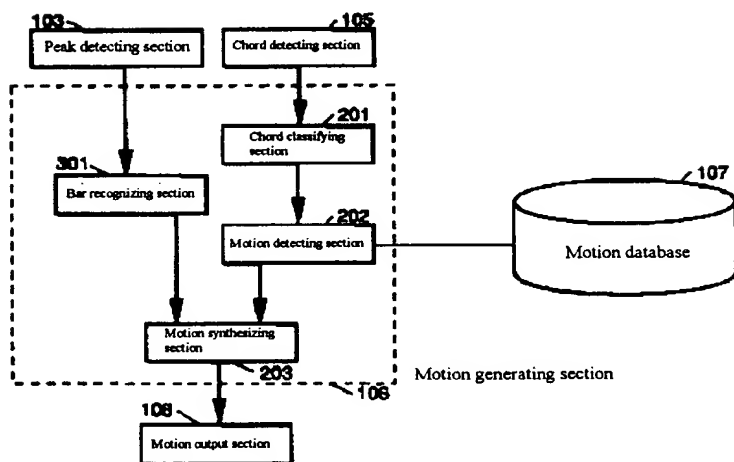 103
105
Peak detecting section
Chord detecting section
201
Chord classifying
section
301
107
Bar recognizing section
202
Motion detecting section
Motion database
Motion synthesizing
section
203
Motion generating section
106
108
Motion output section